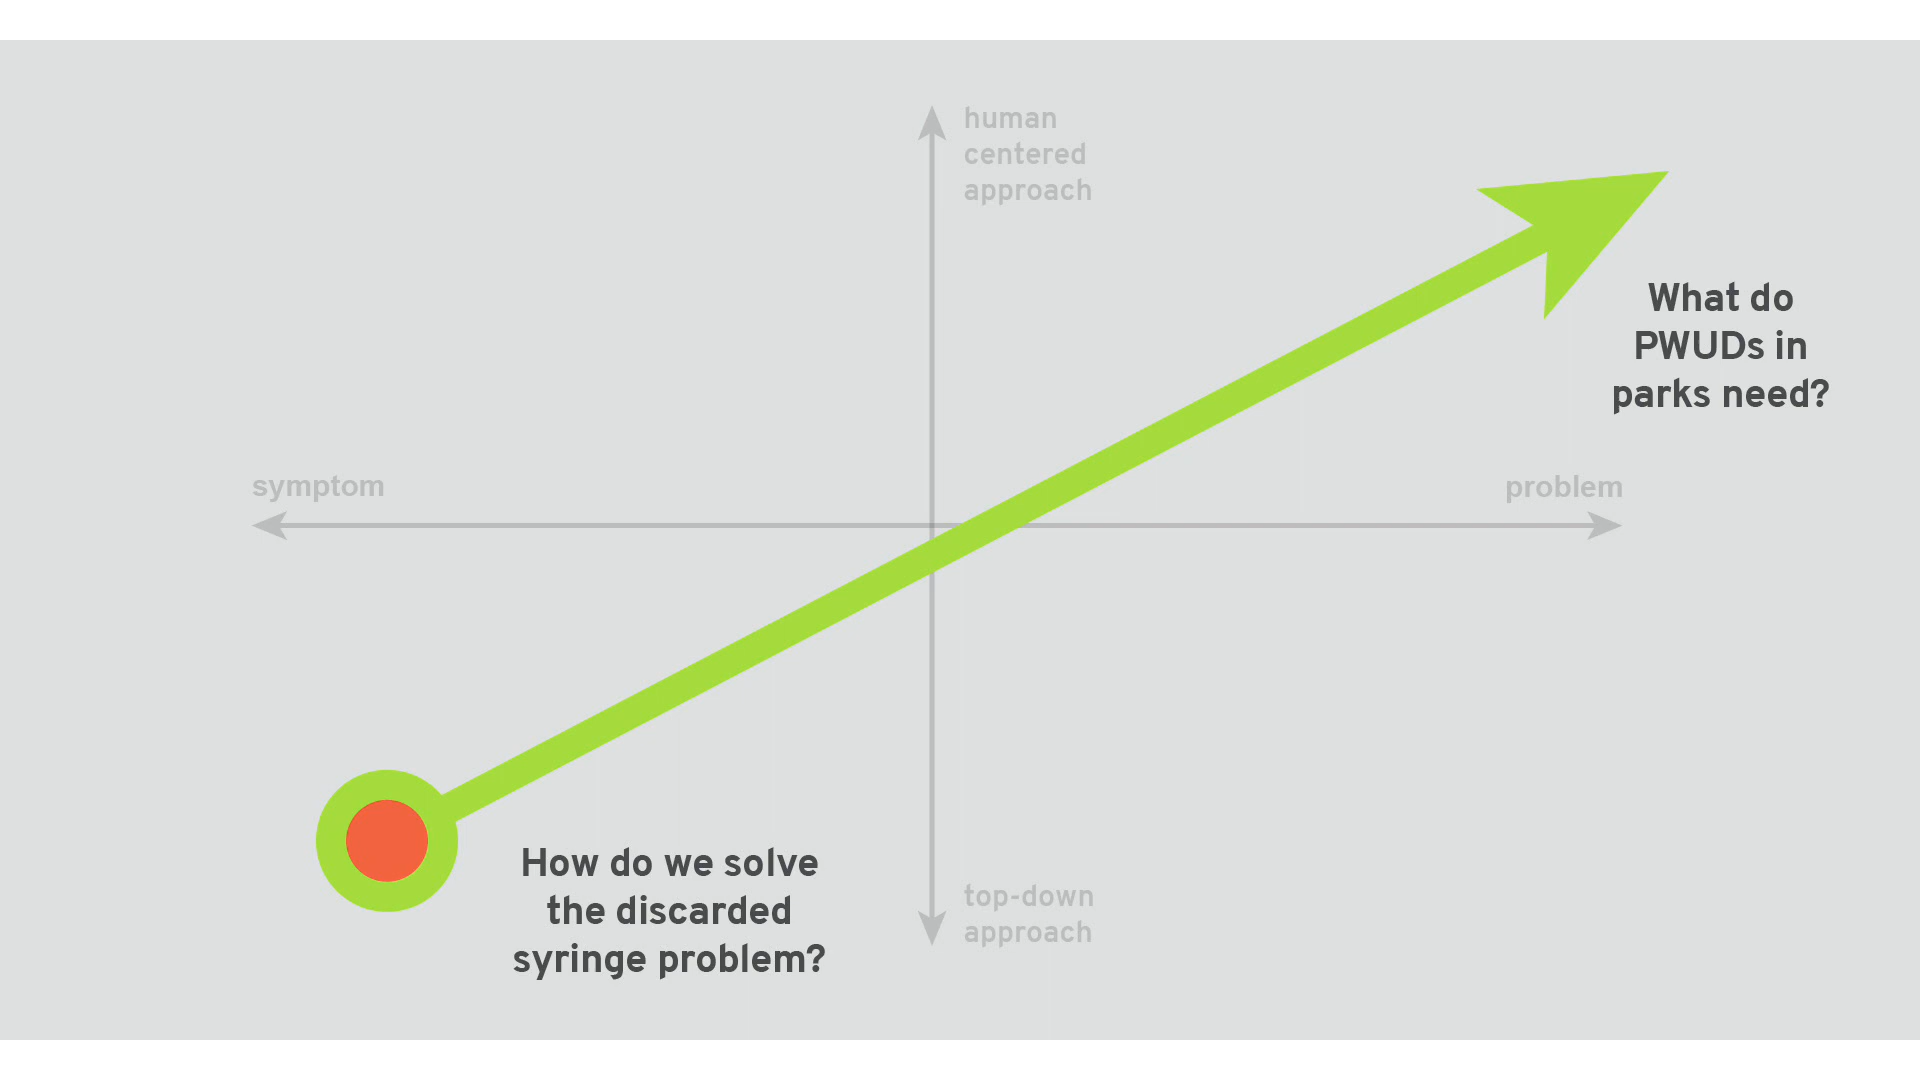 human
centered
approach
What do
PWUDs in
parks need?
symptom
problem
How do we solve
the discarded
syringe problem?
top-down
approach